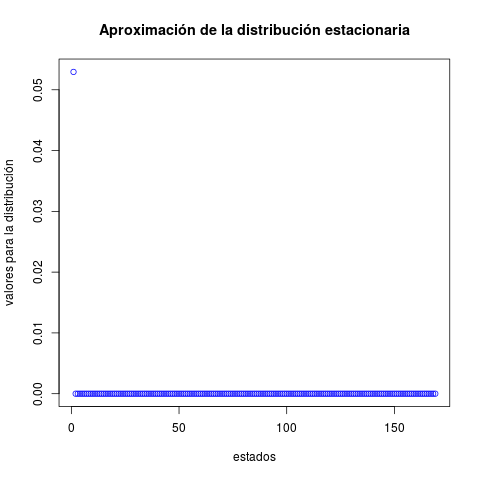 Aproximación de la distribución estacionaria
valores para la distribución
0.05
0.04
0.03
0.02
0.01
0.00
0 50 100 150
estados